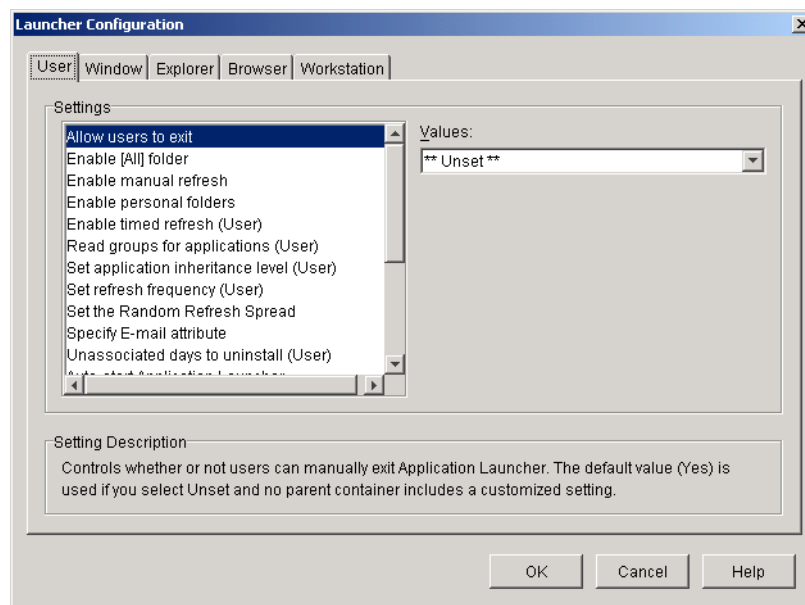 Launcher Configuration
User
Window
Explorer
Browser
Workstation
Settings
Allow users to exit
Enable [All] folder
Enable manual refresh
Enable personal folders
Enable timed refresh (User)
Read groups for applications (User)
Set application inheritance level (User)
Set refresh frequency (User)
Set the Random Refresh Spread
Specify E-mail attribute
Unassociated days to uninstall (User)
Auto-start Application Launcher
Values:
** Unset **
Setting Description
Controls whether or not users can manually exit Application Launcher. The default value (Yes) is
used if you select Unset and no parent container includes a customized setting.
OK
Cancel
Help